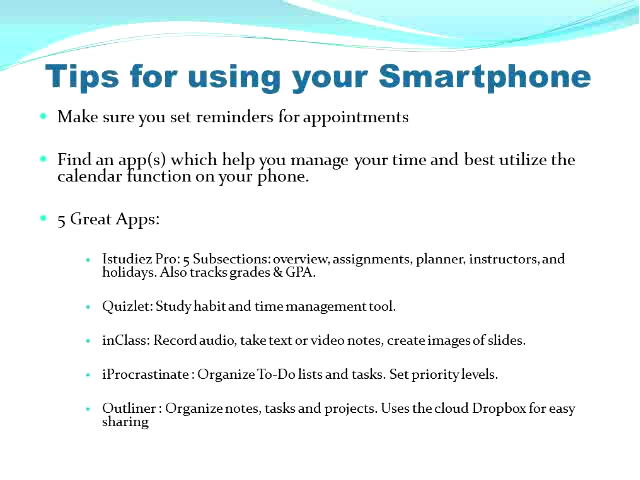 Tips for using your Smartphone
Make sure you set reminders for appointments
Find an app(s) which help you manage your time and best utilize the
calendar function on your phone.
5 Great Apps:
Istudiez Pro: 5 Subsections: overview, assignments, planner, instructors, and
holidays. Also tracks grades & GPA.
Quizlet: Study habit and time management tool.
inClass: Record audio, take text or video notes, create images of slides.
iProcrastinate : Organize To-Do lists and tasks. Set priority levels.
Outliner : Organize notes, tasks and projects. Uses the cloud Dropbox for easy
sharing